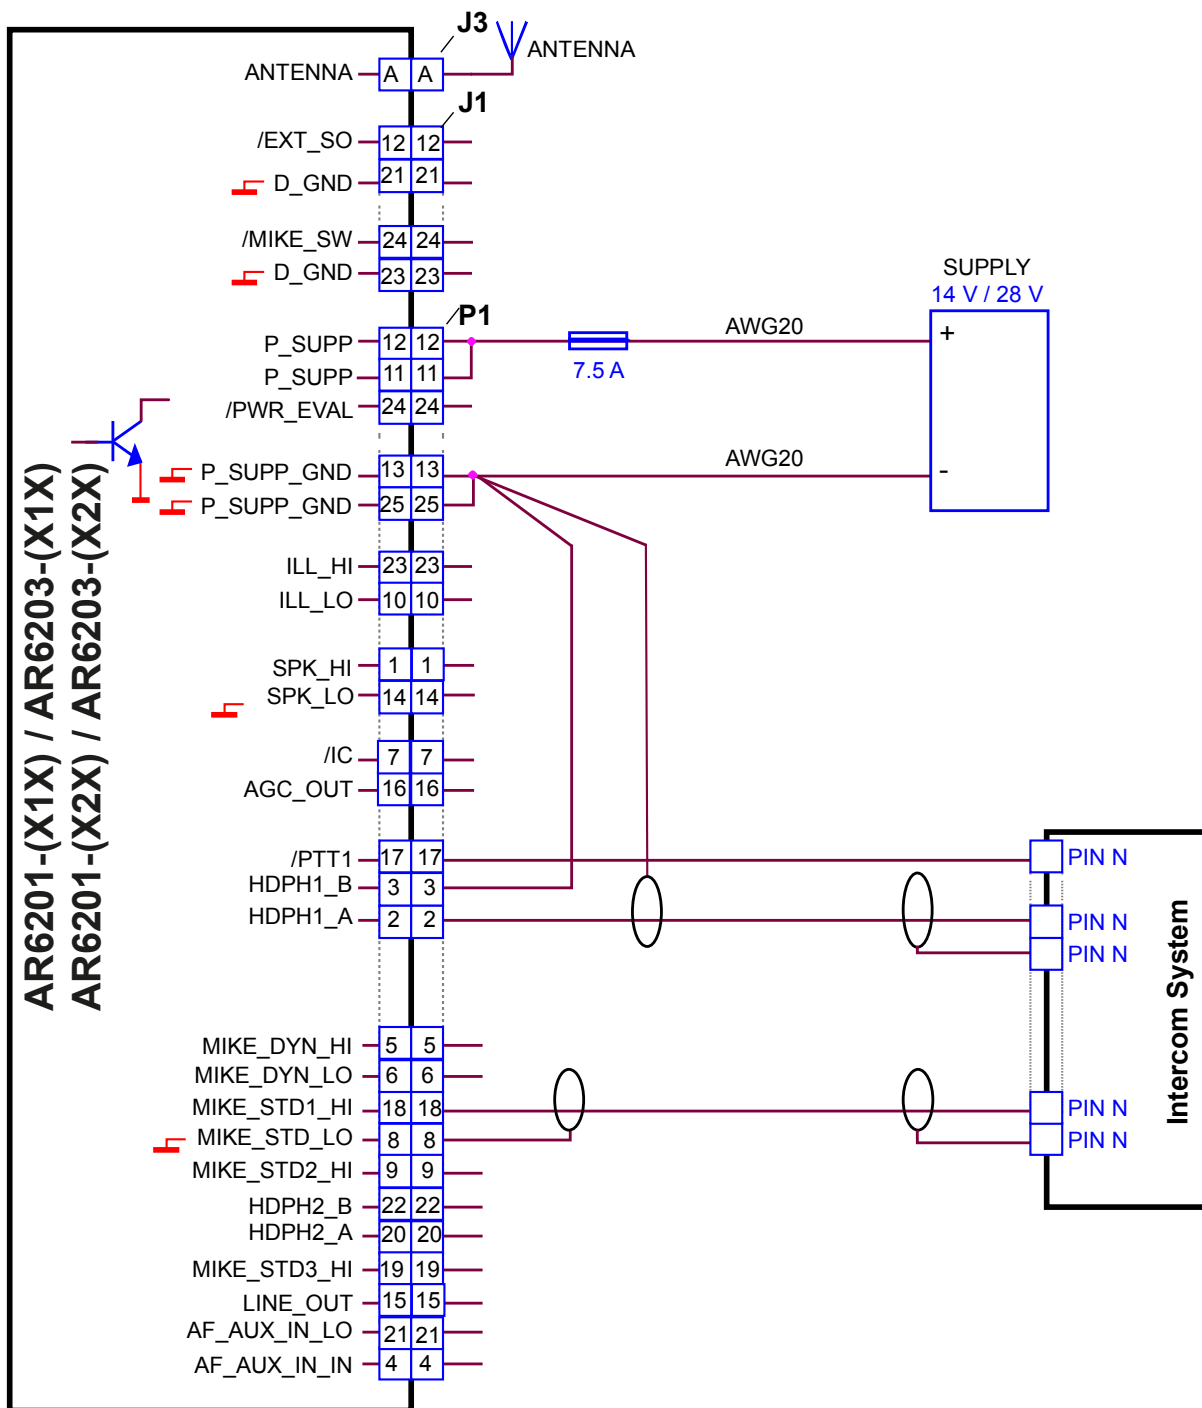 J3
ANTENNA
ANTENNA A A
J1
/EXT_SO 12 12
D_GND 21 21
/MIKE_SW 24 24
D_GND 23 23
SUPPLY
14 V / 28 V
P1
P_SUPP 12 12
AWG20
+
7.5 A
P_SUPP 11 11
/PWR_EVAL 24 24
P_SUPP_GND 13 13
AWG20
-
P_SUPP_GND 25 25
ILL_HI 23 23
ILL_LO 10 10
SPK_HI 1 1
SPK_LO 14 14
/IC 7 7
AGC_OUT 16 16
/PTT1 17 17
PIN N
HDPH1_B 3 3
HDPH1_A 2 2
PIN N
PIN N
MIKE_DYN_HI 5 5
MIKE_DYN_LO 6 6
MIKE_STD1_HI 18 18
PIN N
MIKE_STD_LO 8 8
PIN N
MIKE_STD2_HI 9 9
HDPH2_B 22 22
HDPH2_A 20 20
MIKE_STD3_HI 19 19
LINE_OUT 15 15
AF_AUX_IN_LO 21 21
AF_AUX_IN_IN 4 4
AR6201-(X1X) / AR6203-(X1X)
AR6201-(X2X) / AR6203-(X2X)
Intercom System